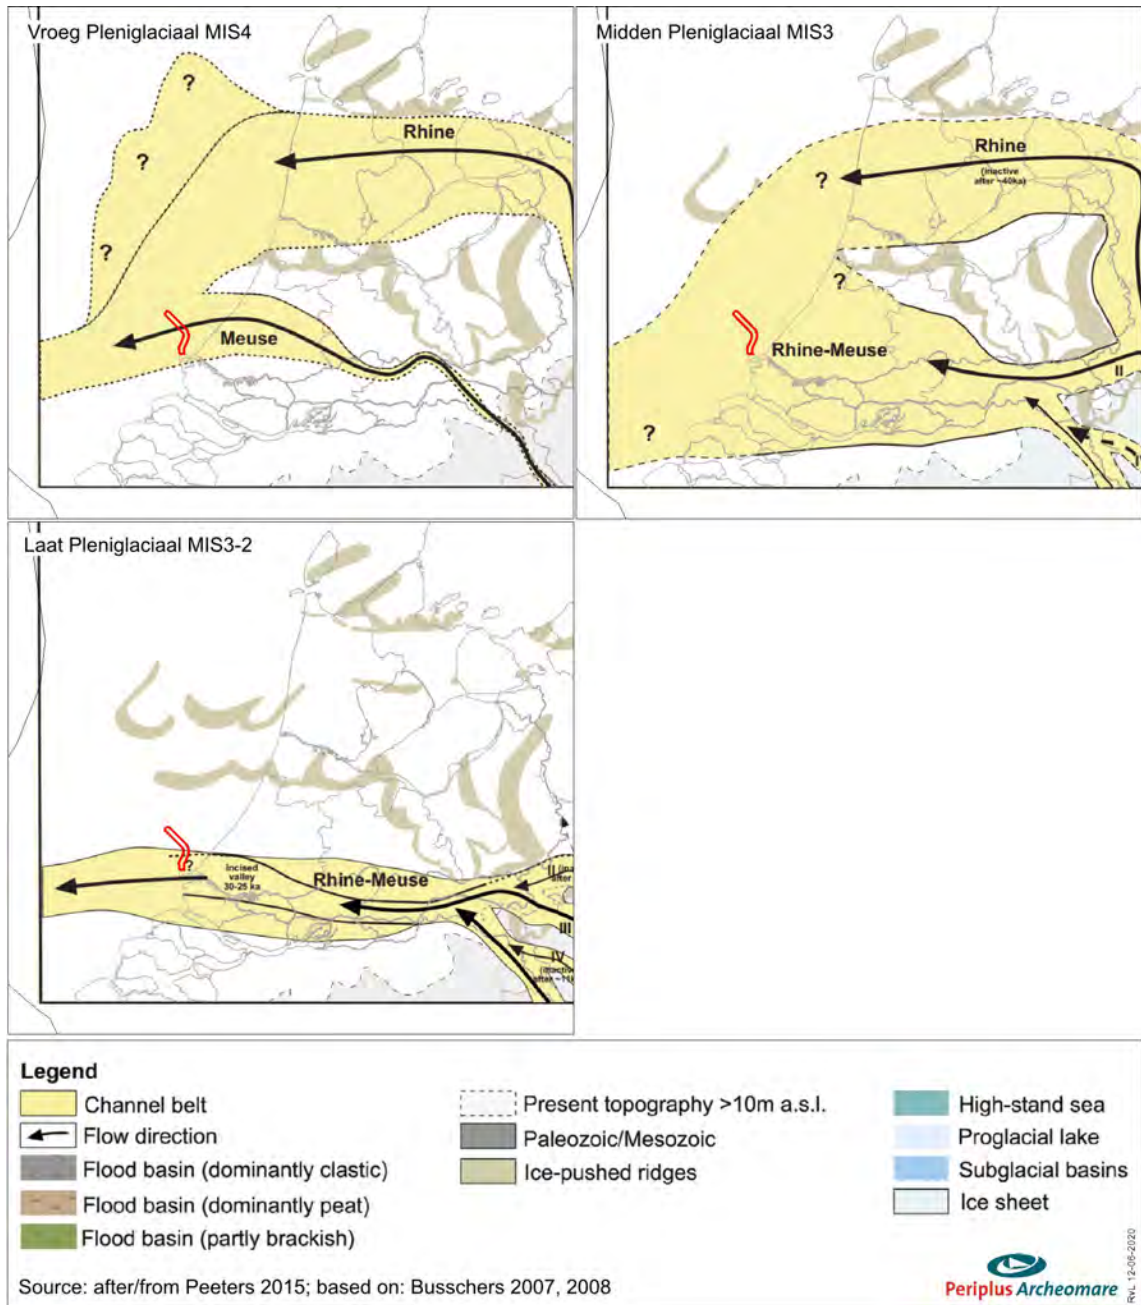 Vroeg Pleniglaciaal MIS4
?
?
?
Rhine
Meuse
Midden Pleniglaciaal MIS3
Rhine
(inactive
after ~40ka)
?
?
Rhine-Meuse
II
?
Laat Pleniglaciaal MIS3-2
?
Incised
valley
30-25 ka
Rhine-Meuse
II
after
III
IV
(inactive
Legend
Channel belt
Flow direction
Flood basin (dominantly clastic)
Flood basin (dominantly peat)
Flood basin (partly brackish)
Present topography >10m a.s.l.
Paleozoic/Mesozoic
Ice-pushed ridges
High-stand sea
Proglacial lake
Subglacial basins
Ice sheet
Source: after/from Peeters 2015; based on: Busschers 2007, 2008
Periplus Archeomare
RvL 12-06-2020